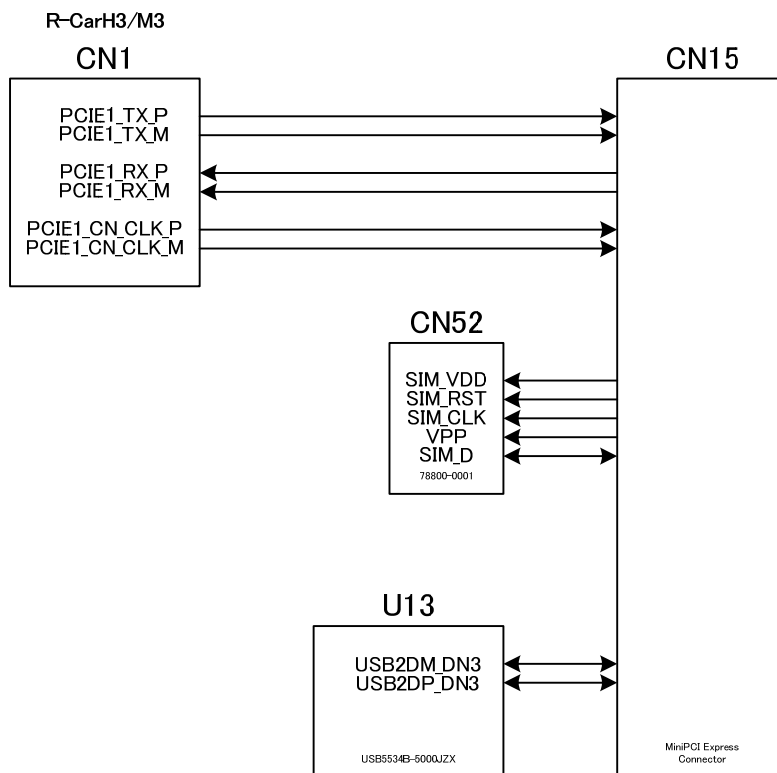 R-CarH3/M3
CN1
CN15
PCIE1_TX_P
PCIE1_TX_M
PCIE1_RX_P
PCIE1_RX_M
PCIE1_CN_CLK_P
PCIE1_CN_CLK_M
CN52
SIM_VDD
SIM_RST
SIM_CLK
VPP
SIM_D
78800-0001
U13
USB2DM_DN3
USB2DP_DN3
USB5534B-5000JZX
MiniPCI Express
Connector